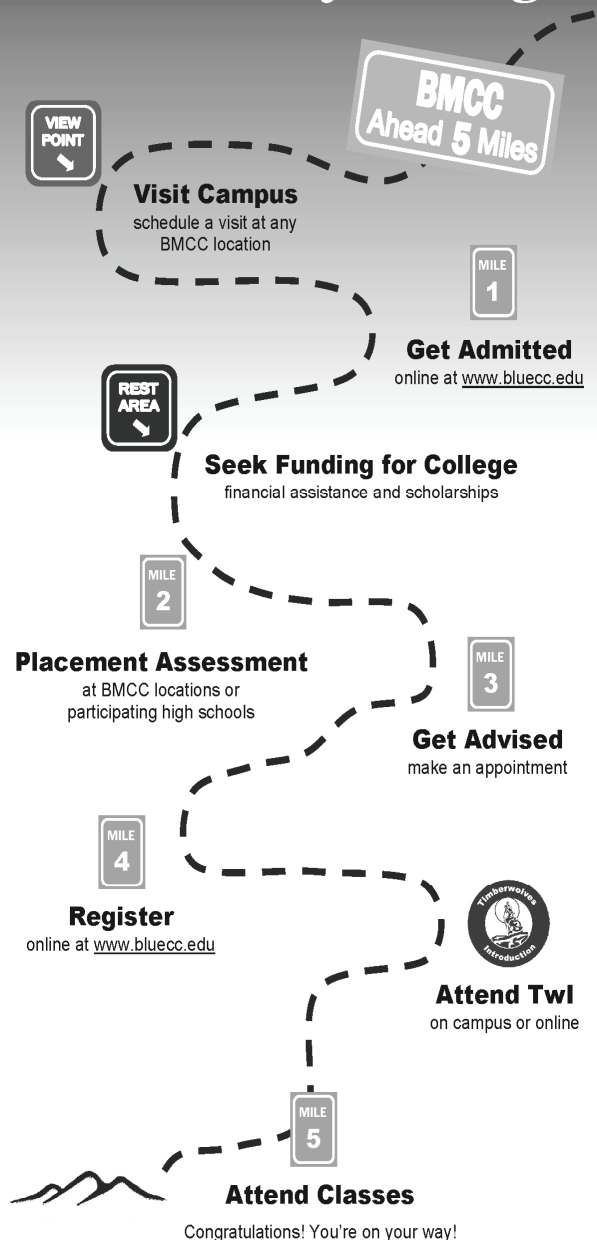 BMCC
Ahead 5 Miles
VIEW
POINT
Visit Campus
schedule a visit at any
BMCC location
MILE
1
Get Admitted
online at www.bluecc.edu
REST
AREA
Seek Funding for College
financial assistance and scholarships
MILE
2
Placement Assessment
at BMCC locations or
participating high schools
MILE
3
Get Advised
make an appointment
MILE
4
Register
online at www.bluecc.edu
Timberwolves
Introduction
Attend TwI
on campus or online
MILE
5
Attend Classes
Congratulations! You're on your way!